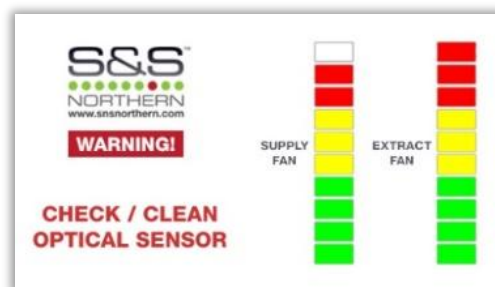 S&S™
NORTHERN
www.snsnorthern.com
WARNING!
CHECK / CLEAN
OPTICAL SENSOR
SUPPLY
FAN
EXTRACT
FAN